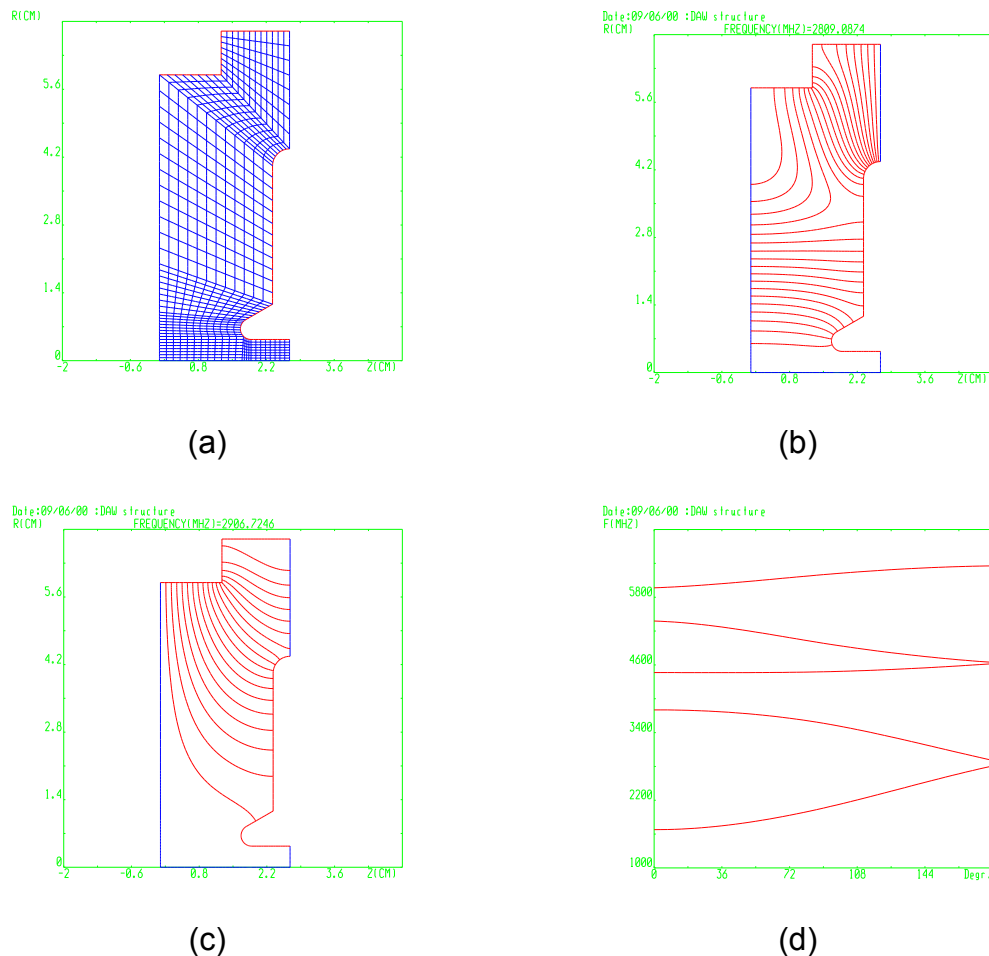 R(CM)
5.6
4.2
2.8
1.4
0
-2 -0.6 0.8 2.2 3.6 Z(CM)
(a)
Date:09/06/00 :DAW structure
R(CM) FREQUENCY(MHZ)=2809.0874
5.6
4.2
2.8
1.4
0
-2 -0.6 0.8 2.2 3.6 Z(CM)
(b)
Date:09/06/00 :DAW structure
R(CM) FREQUENCY(MHZ)=2906.7246
5.6
4.2
2.8
1.4
0
-2 -0.6 0.8 2.2 3.6 Z(CM)
(c)
Date:09/06/00 :DAW structure
F(MHZ)
5800
4600
3400
2200
1000
0 36 72 108 144 Degr.
(d)